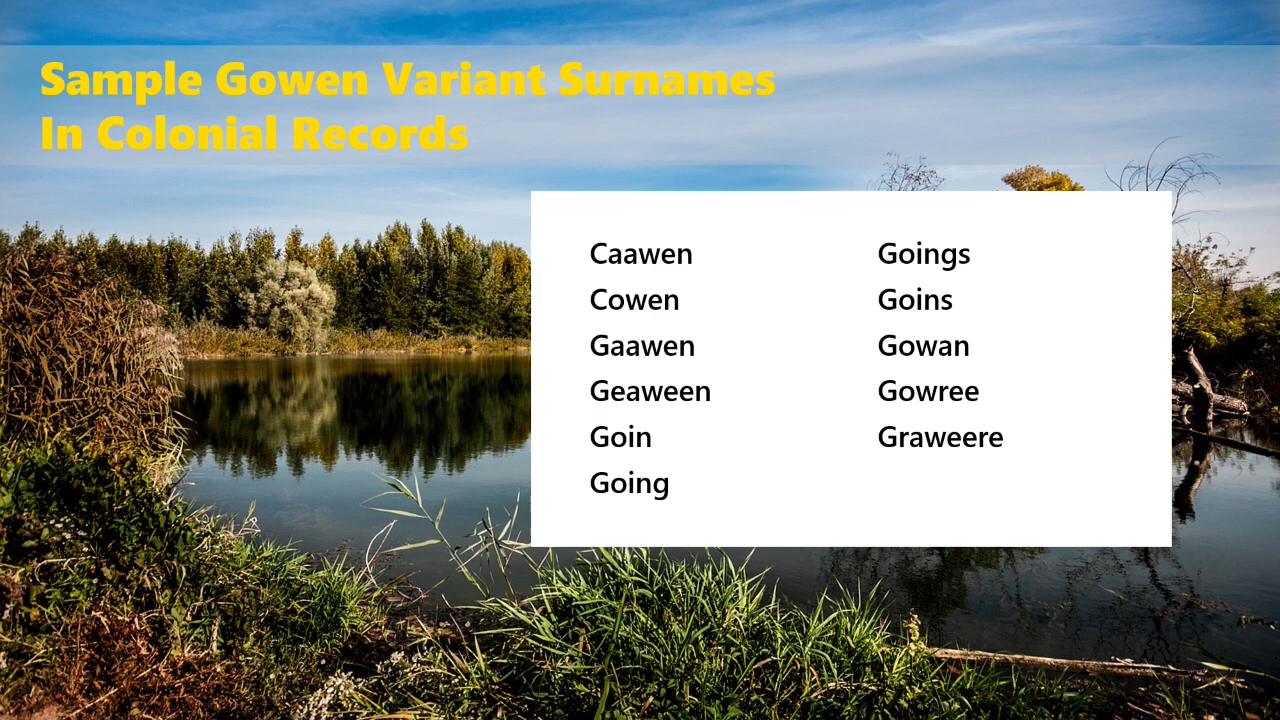 Sample Gowen Variant Surnames
In Colonial Records
Caawen
Cowen
Gaawen
Geaween
Goin
Going
Goings
Goins
Gowan
Gowree
Graweere